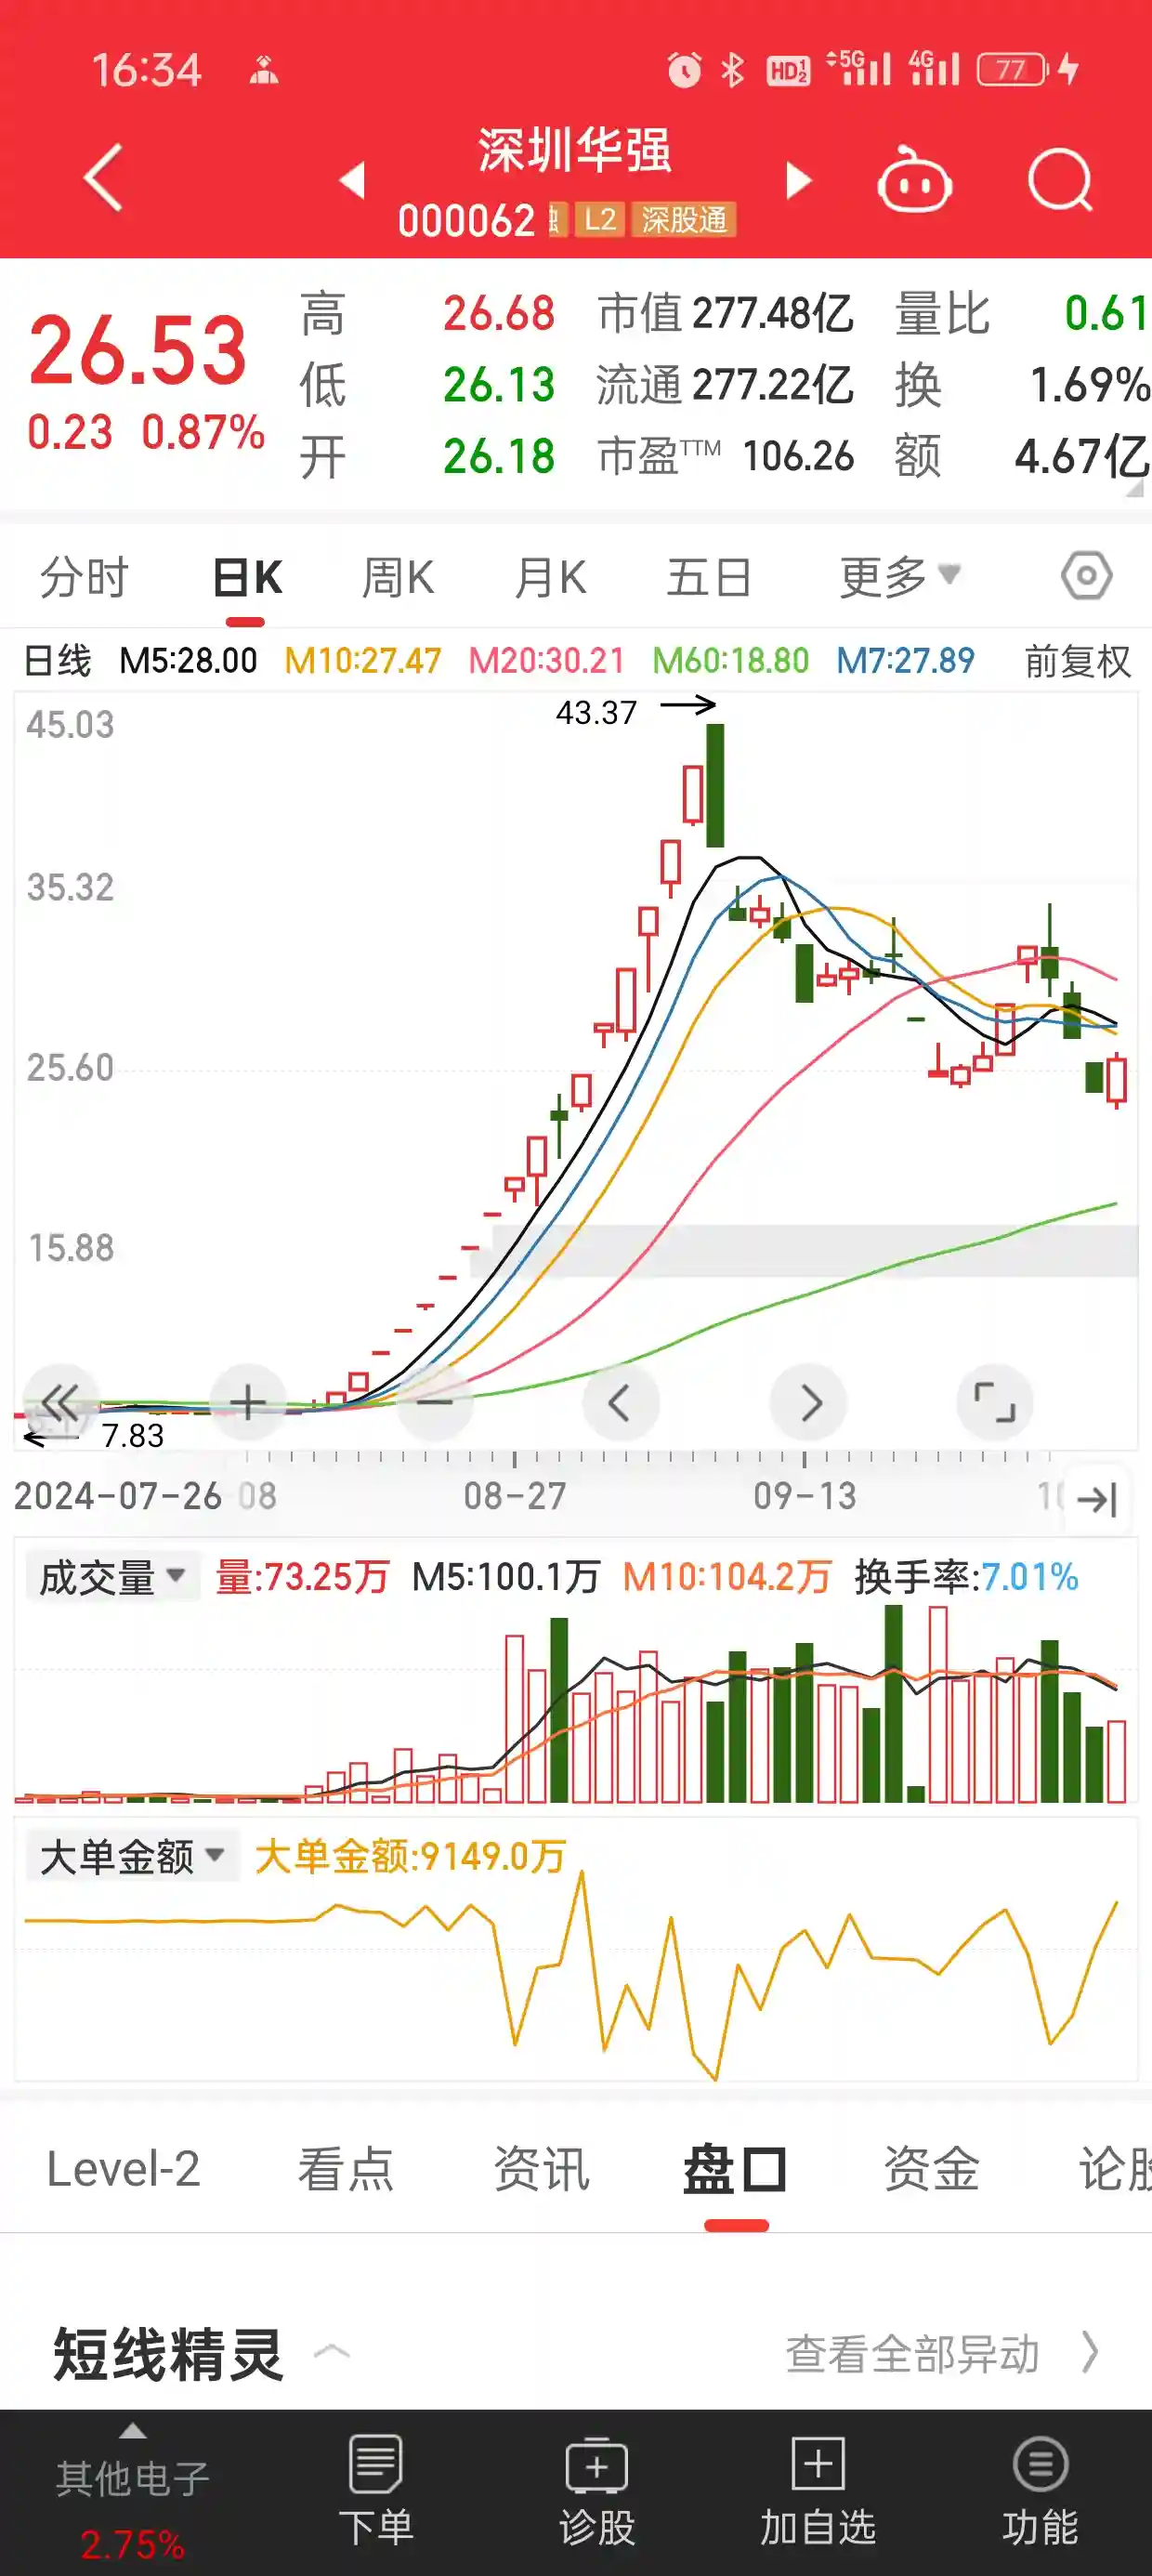 16:34 HD 1 2 5G 4G 77
深圳华强
000062 L2 深股通
26.53
0.23 0.87%
高 26.68 市值 277.48亿 量比 0.61
低 26.13 流通 277.22亿 换 1.69%
开 26.18 市盈TTM 106.26 额 4.67亿
分时 日K 周K 月K 五日 更多
日线 M5:28.00 M10:27.47 M20:30.21 M60:18.80 M7:27.89 前复权
45.03
43.37
35.32
25.60
15.88
7.83
2024-07-26 08 08-27 09-13
成交量 量:73.25万 M5:100.1万 M10:104.2万 换手率:7.01%
大单金额 大单金额:9149.0万
Level-2 看点 资讯 盘口 资金 论股
短线精灵 查看全部异动
其他电子
2.75%
下单 诊股 加自选 功能